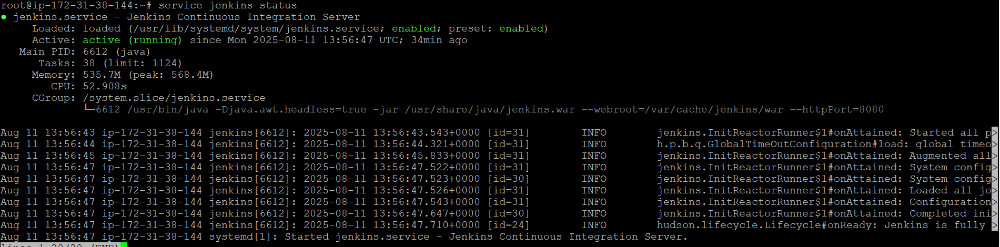 root@ip-172-31-38-144:~# service jenkins status
● jenkins.service - Jenkins Continuous Integration Server
     Loaded: loaded (/usr/lib/systemd/system/jenkins.service; enabled; preset: enabled)
     Active: active (running) since Mon 2025-08-11 13:56:47 UTC; 34min ago
   Main PID: 6612 (java)
      Tasks: 38 (limit: 1124)
     Memory: 535.7M (peak: 568.4M)
        CPU: 52.908s
     CGroup: /system.slice/jenkins.service
             └─6612 /usr/bin/java -Djava.awt.headless=true -jar /usr/share/java/jenkins.war --webroot=/var/cache/jenkins/war --httpPort=8080
Aug 11 13:56:43 ip-172-31-38-144 jenkins[6612]: 2025-08-11 13:56:43.543+0000 [id=31]        INFO        jenkins.InitReactorRunner$1#onAttained: Started all p>
Aug 11 13:56:44 ip-172-31-38-144 jenkins[6612]: 2025-08-11 13:56:44.321+0000 [id=31]        INFO        h.p.b.g.GlobalTimeOutConfiguration#load: global timeo>
Aug 11 13:56:45 ip-172-31-38-144 jenkins[6612]: 2025-08-11 13:56:45.833+0000 [id=31]        INFO        jenkins.InitReactorRunner$1#onAttained: Augmented all>
Aug 11 13:56:47 ip-172-31-38-144 jenkins[6612]: 2025-08-11 13:56:47.522+0000 [id=31]        INFO        jenkins.InitReactorRunner$1#onAttained: System config>
Aug 11 13:56:47 ip-172-31-38-144 jenkins[6612]: 2025-08-11 13:56:47.523+0000 [id=30]        INFO        jenkins.InitReactorRunner$1#onAttained: System config>
Aug 11 13:56:47 ip-172-31-38-144 jenkins[6612]: 2025-08-11 13:56:47.526+0000 [id=31]        INFO        jenkins.InitReactorRunner$1#onAttained: Loaded all jo>
Aug 11 13:56:47 ip-172-31-38-144 jenkins[6612]: 2025-08-11 13:56:47.543+0000 [id=31]        INFO        jenkins.InitReactorRunner$1#onAttained: Configuration>
Aug 11 13:56:47 ip-172-31-38-144 jenkins[6612]: 2025-08-11 13:56:47.647+0000 [id=30]        INFO        jenkins.InitReactorRunner$1#onAttained: Completed ini>
Aug 11 13:56:47 ip-172-31-38-144 jenkins[6612]: 2025-08-11 13:56:47.710+0000 [id=24]        INFO        hudson.lifecycle.Lifecycle#onReady: Jenkins is fully >
Aug 11 13:56:47 ip-172-31-38-144 systemd[1]: Started jenkins.service - Jenkins Continuous Integration Server.
lines 1-20/20 (END)